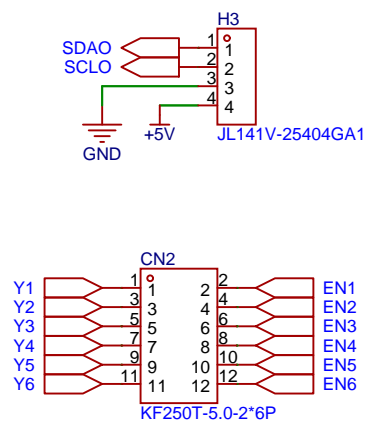 H3
SDAO 1 1
SCLO 2 2
3 3
4 4
GND
+5V
JL141V-25404GA1
CN2
Y1 1 1 2 2 EN1
Y2 3 3 4 4 EN2
Y3 5 5 6 6 EN3
Y4 7 7 8 8 EN4
Y5 9 9 10 10 EN5
Y6 11 11 12 12 EN6
KF250T-5.0-2*6P